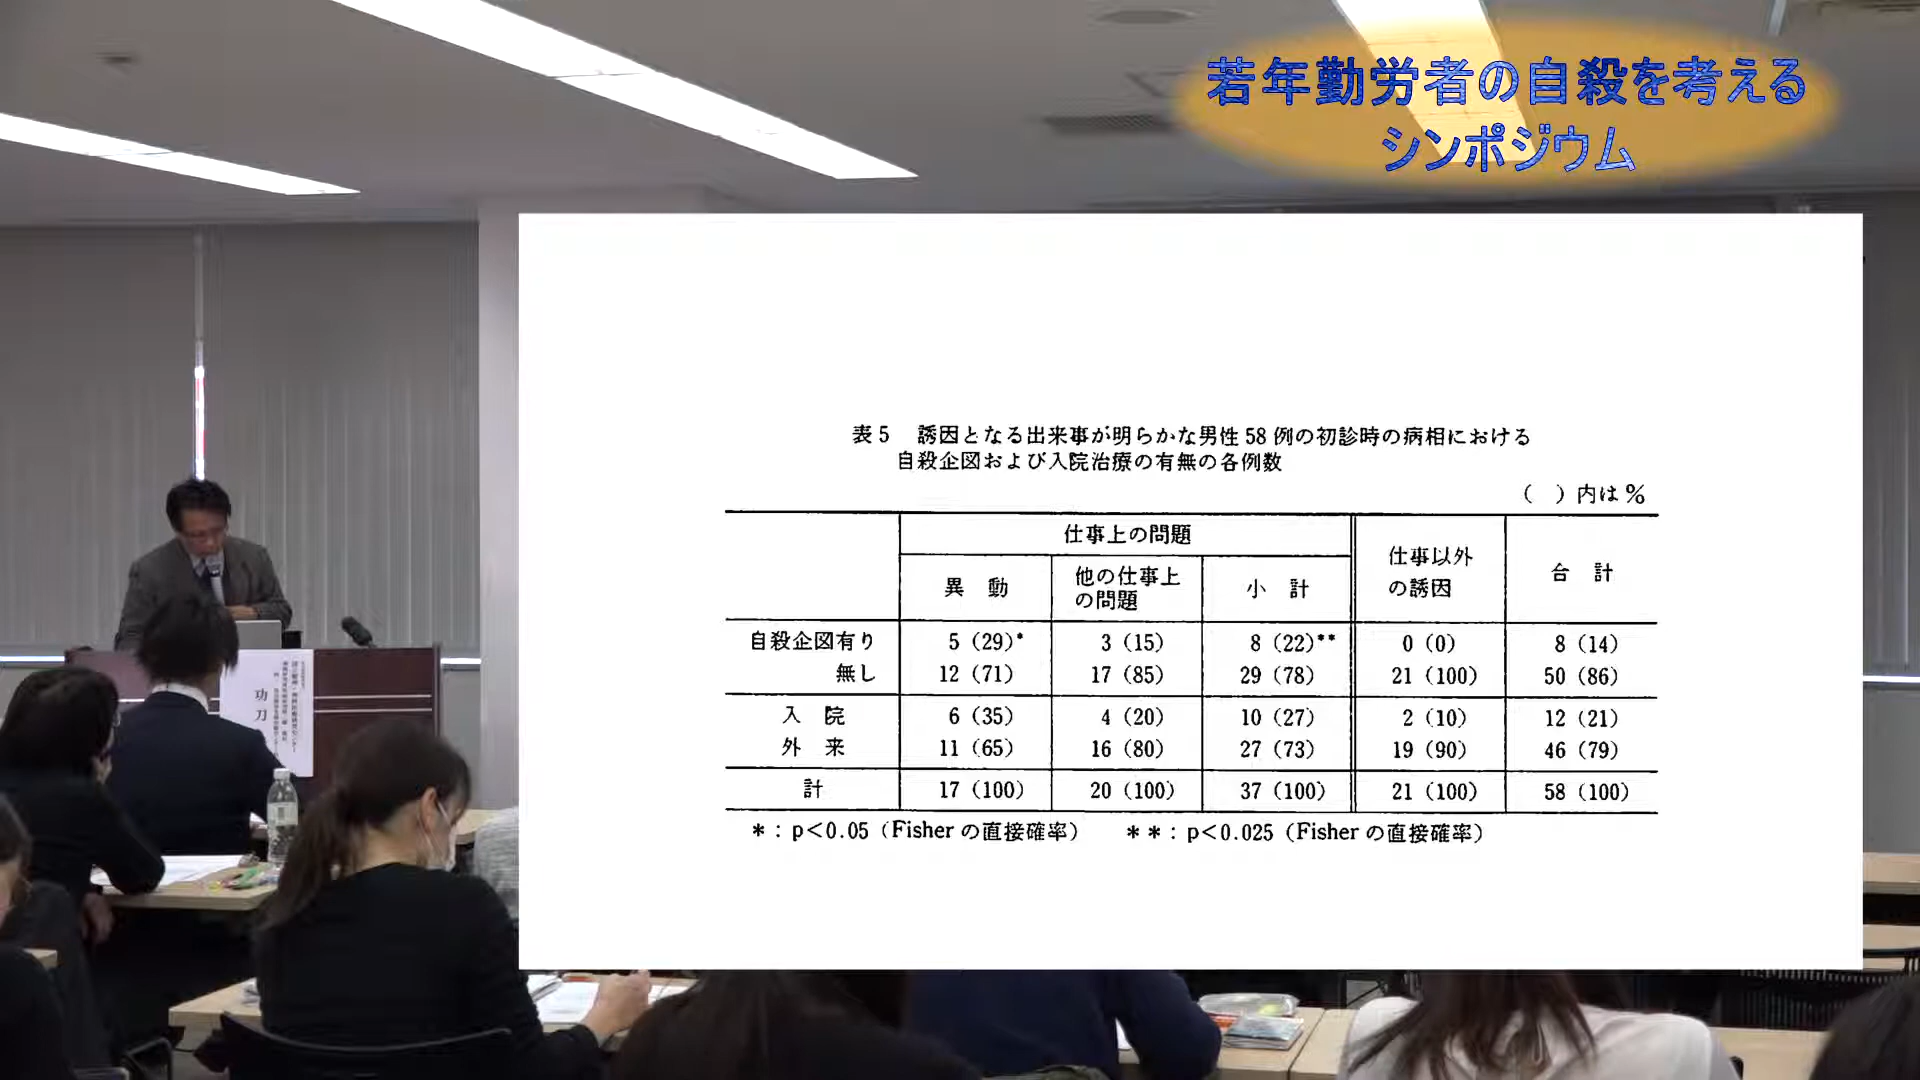 若年勤労者の自殺を考える
シンポジウム
表5 誘因となる出来事が明らかな男性58例の初診時の病相における
自殺企図および入院治療の有無の各例数
( )内は%
仕事上の問題
仕事以外
の誘因
合 計
異 動
他の仕事上
の問題
小 計
自殺企図有り 5 (29)* 3 (15) 8 (22)** 0 (0) 8 (14)
無し 12 (71) 17 (85) 29 (78) 21 (100) 50 (86)
入 院 6 (35) 4 (20) 10 (27) 2 (10) 12 (21)
外 来 11 (65) 16 (80) 27 (73) 19 (90) 46 (79)
計 17 (100) 20 (100) 37 (100) 21 (100) 58 (100)
*:p<0.05(Fisherの直接確率) **:p<0.025(Fisherの直接確率)
功刀